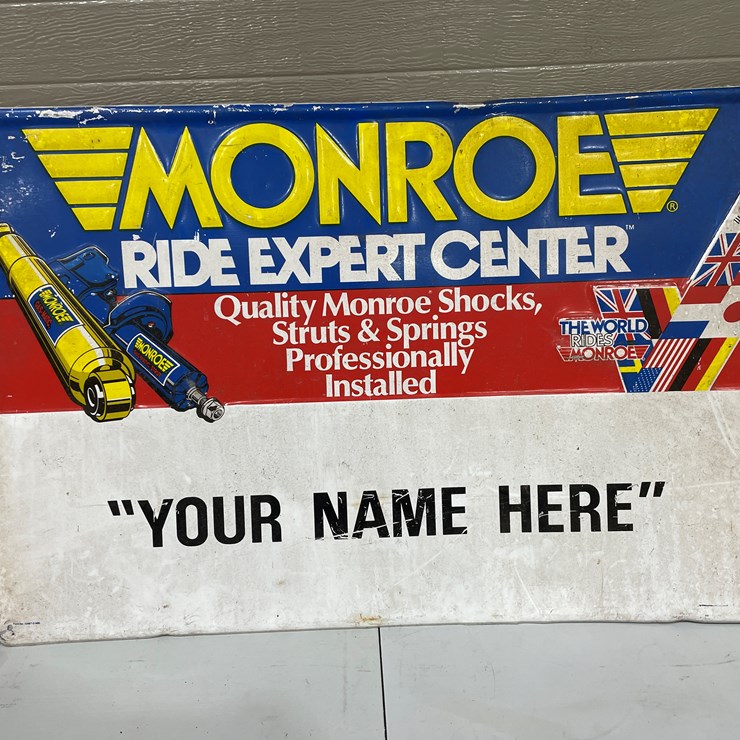 MONROE®
RIDE EXPERT CENTER™
Quality Monroe Shocks,
Struts & Springs
Professionally
Installed
THE WORLD
RIDES
MONROE
MONROE
MONROE
"YOUR NAME HERE"